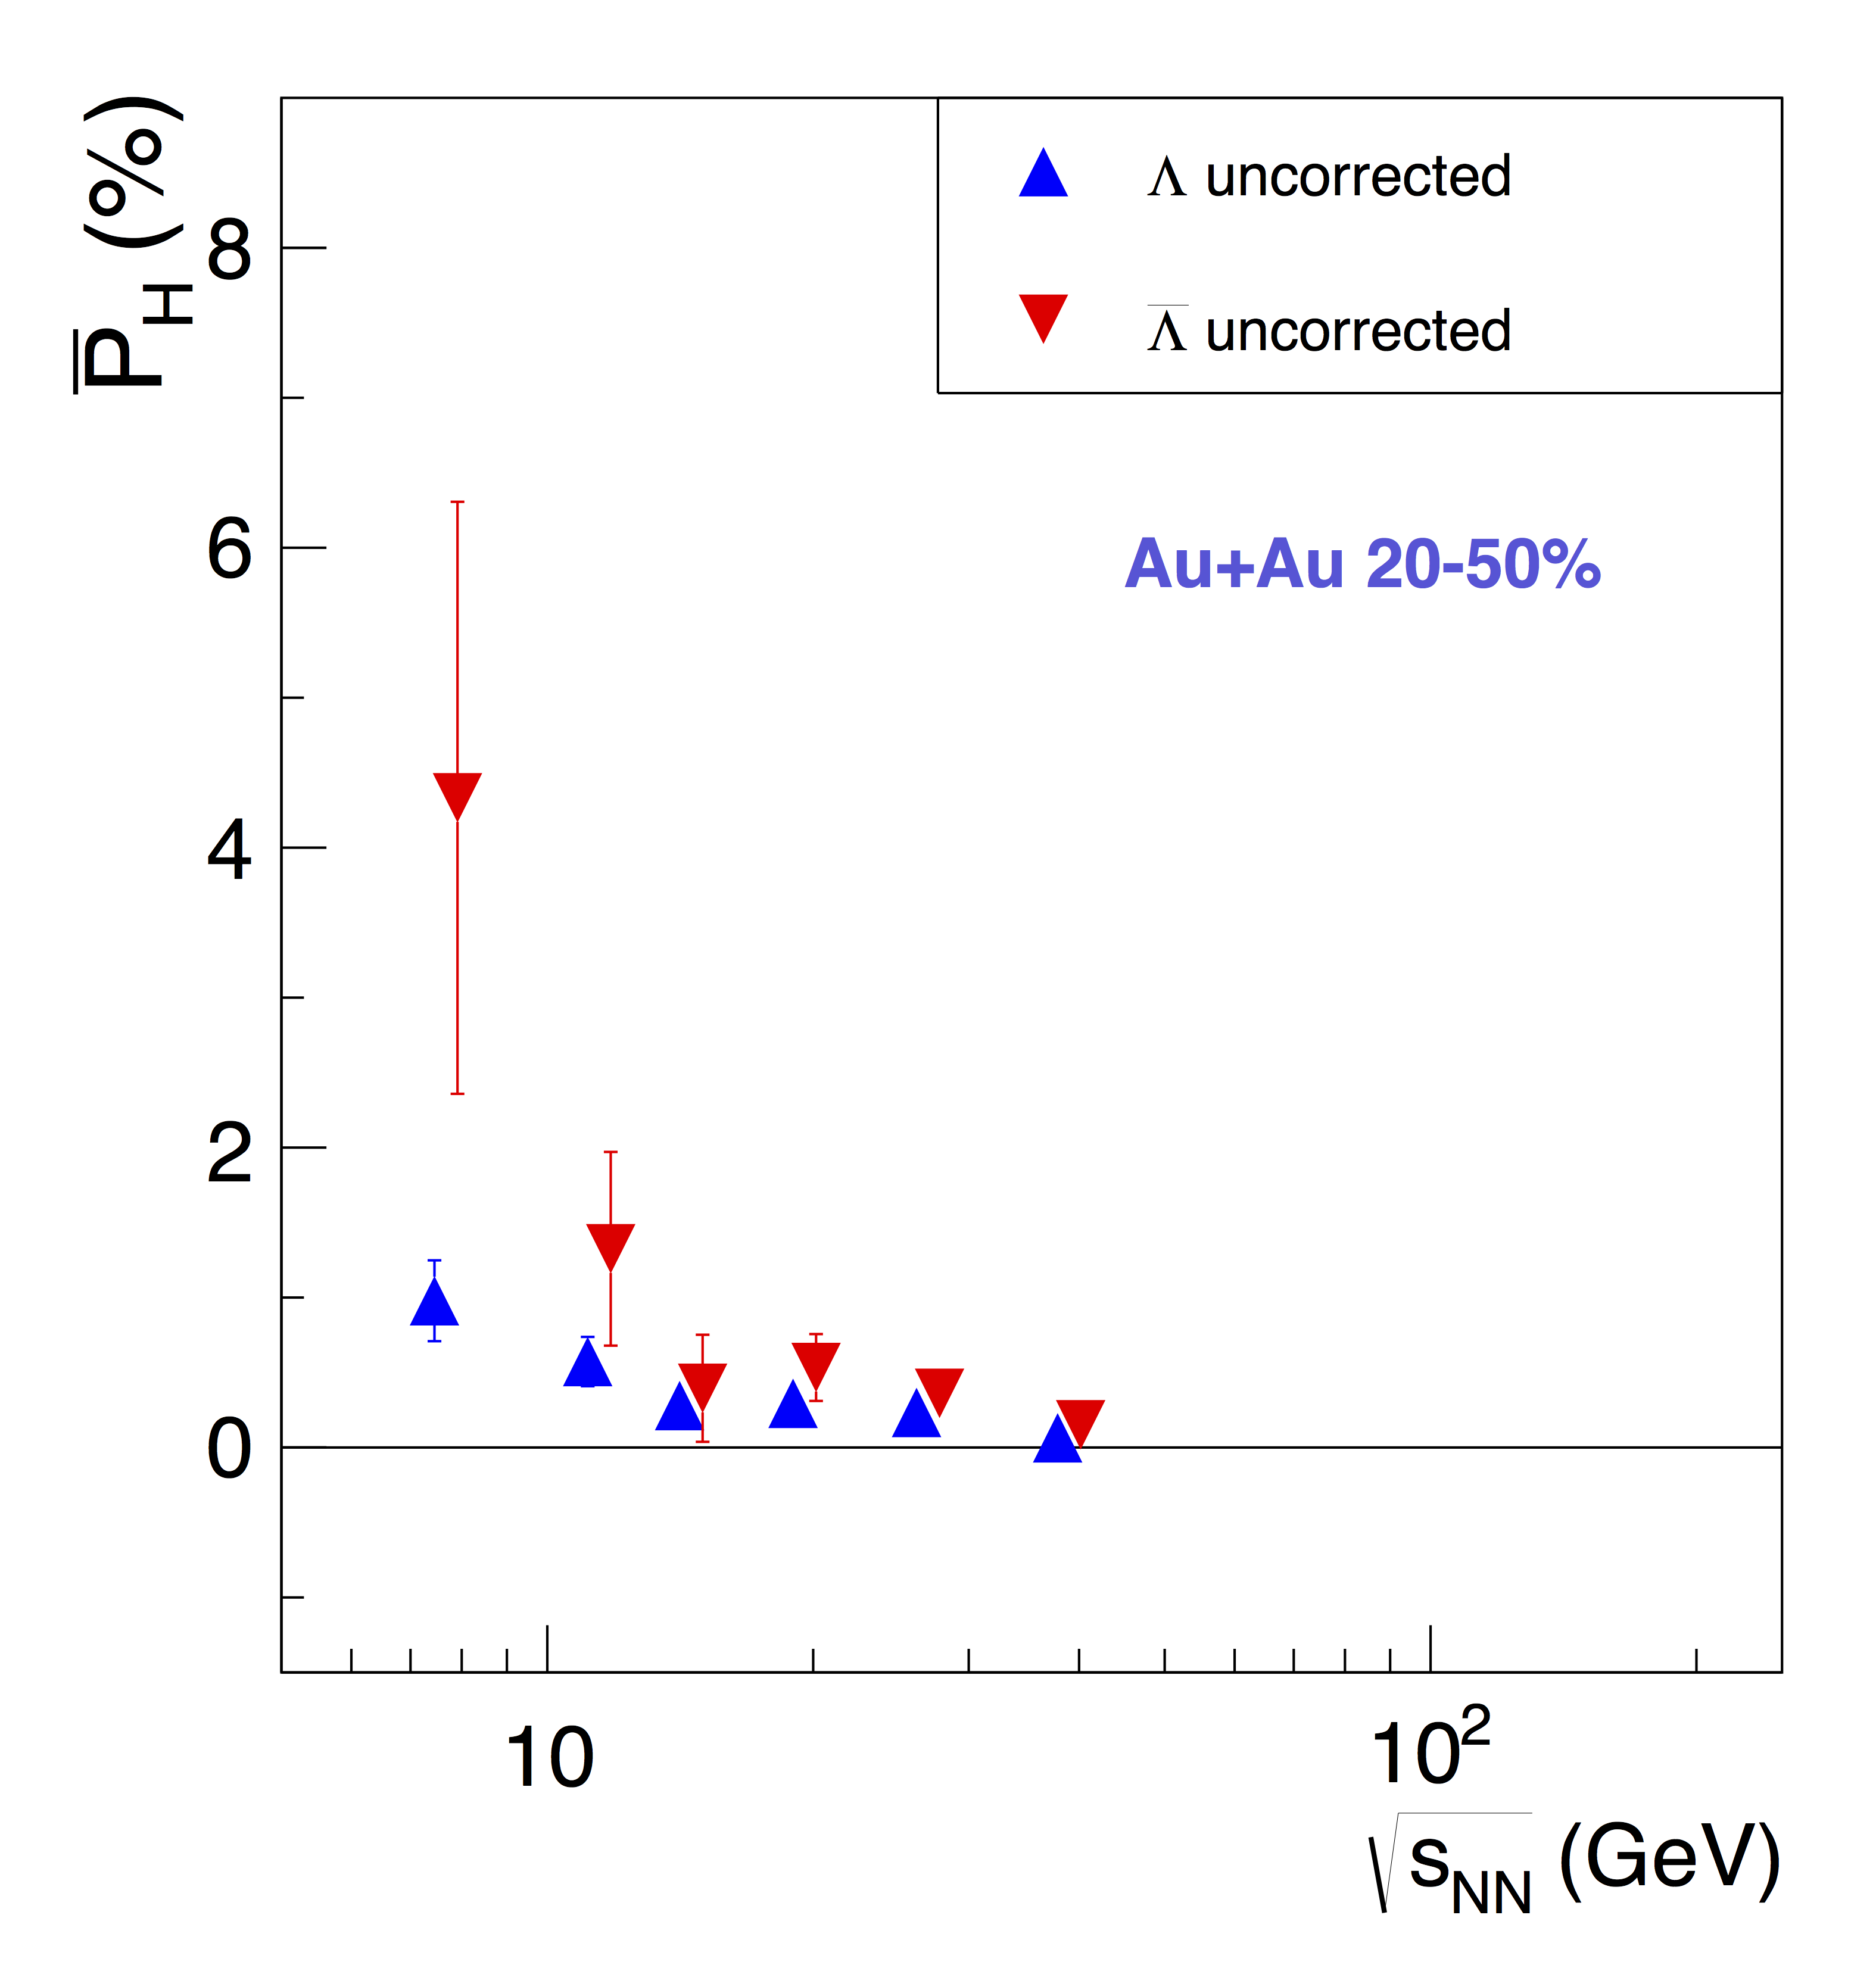 P̅H (%)
Λ uncorrected
Λ̅ uncorrected
Au+Au 20-50%
8
6
4
2
0
10
10²
√sNN (GeV)